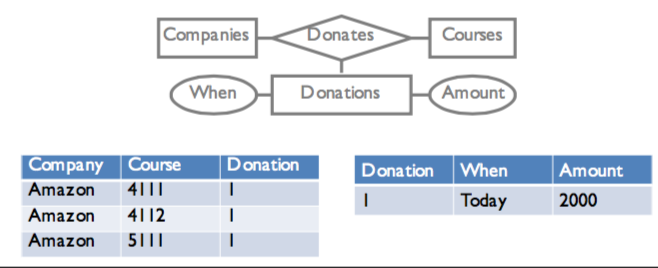 Companies Donates Courses
When Donations Amount
Company Course Donation
Amazon 4111 1
Amazon 4112 1
Amazon 5111 1
Donation When Amount
1 Today 2000